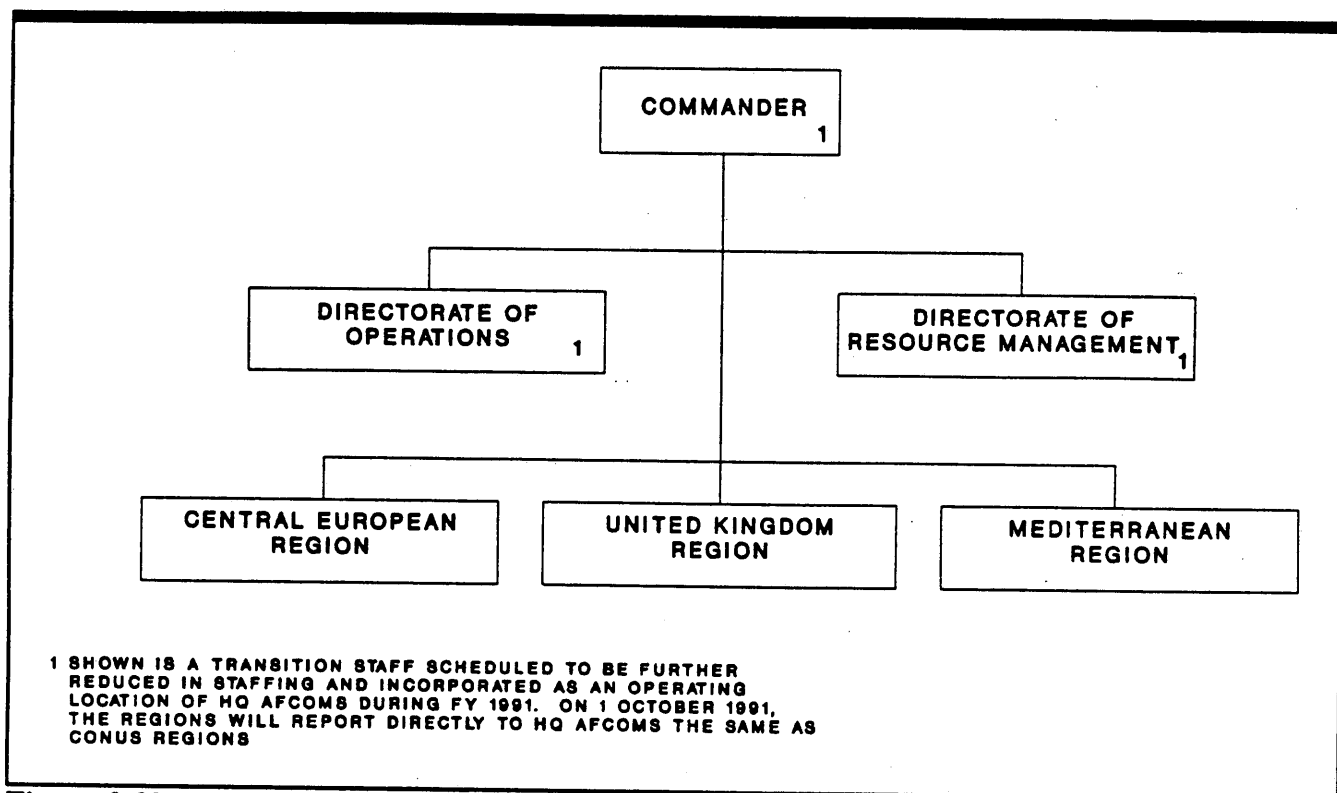 COMMANDER
1
DIRECTORATE OF
OPERATIONS 1
DIRECTORATE OF
RESOURCE MANAGEMENT 1
CENTRAL EUROPEAN
REGION
UNITED KINGDOM
REGION
MEDITERRANEAN
REGION
1 SHOWN IS A TRANSITION STAFF SCHEDULED TO BE FURTHER
REDUCED IN STAFFING AND INCORPORATED AS AN OPERATING
LOCATION OF HQ AFCOMS DURING FY 1991. ON 1 OCTOBER 1991,
THE REGIONS WILL REPORT DIRECTLY TO HQ AFCOMS THE SAME AS
CONUS REGIONS